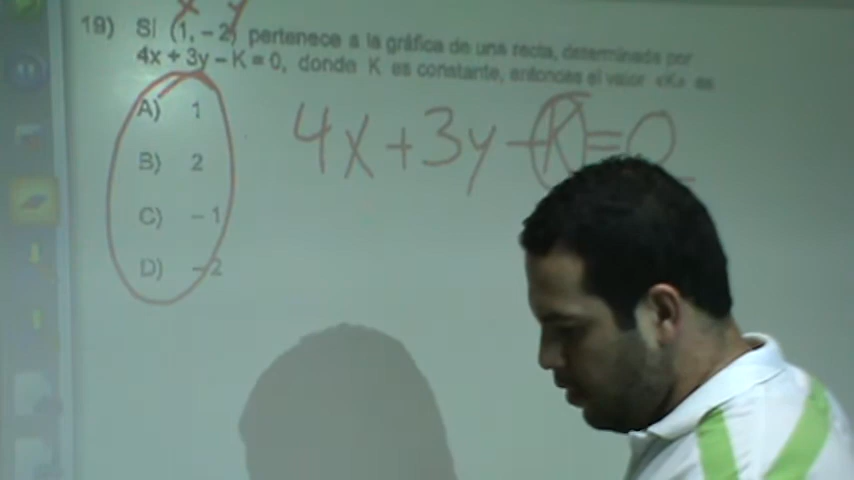 x y
19) Si (1, – 2) pertenece a la gráfica de una recta, determinada por
4x + 3y – K = 0, donde K es constante, entonces el valor «K» es
A) 1
B) 2
C) – 1
D) – 2
4x+3y-K=0